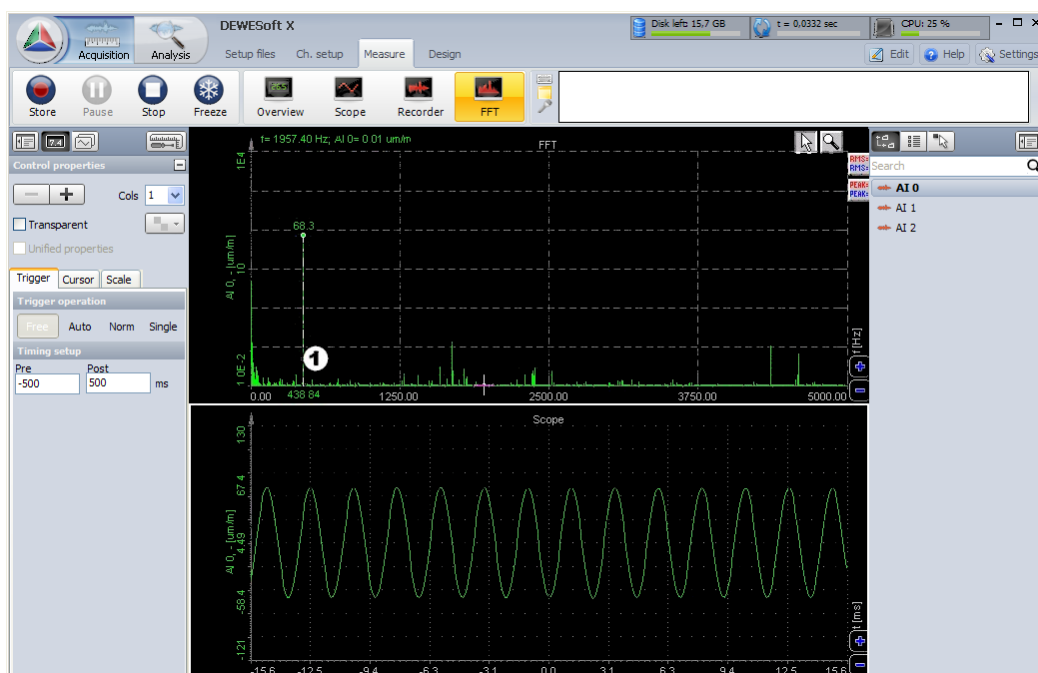 DEWESoft X
Disk left: 15,7 GB
t = 0,0332 sec
CPU: 25 %
Acquisition
Analysis
Setup files
Ch. setup
Measure
Design
Edit
Help
Settings
Store
Pause
Stop
Freeze
Overview
Scope
Recorder
FFT
Control properties
Cols
1
Transparent
Unified properties
Trigger
Cursor
Scale
Trigger operation
Free
Auto
Norm
Single
Timing setup
Pre
Post
-500
500
ms
t= 1957.40 Hz; AI 0= 0.01 um/m
FFT
1E4
10
1.0E-2
AI 0, - [um/m]
68.3
1
f [Hz]
0.00
438.84
1250.00
2500.00
3750.00
5000.00
RMS=
RMS=
PEAK=
PEAK=
Scope
130
67.4
4.49
-58.4
-121
AI 0, - [um/m]
t [ms]
-15.6
-12.5
-9.4
-6.3
-3.1
0.0
3.1
6.3
9.4
12.5
15.6
Search
AI 0
AI 1
AI 2